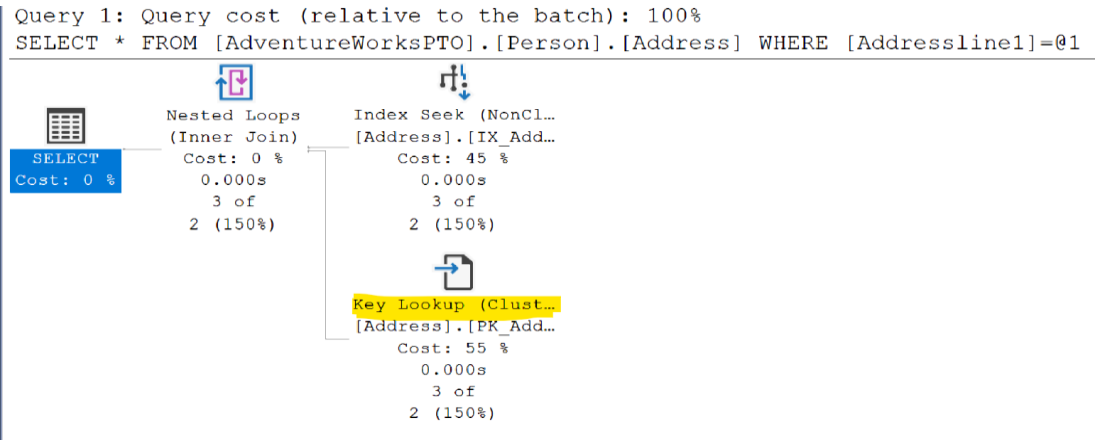 Query 1: Query cost (relative to the batch): 100%
SELECT * FROM [AdventureWorksPTO].[Person].[Address] WHERE [Addressline1]=@1
SELECT
Cost: 0 %
Nested Loops
(Inner Join)
Cost: 0 %
0.000s
3 of
2 (150%)
Index Seek (NonCl…
[Address].[IX_Add…
Cost: 45 %
0.000s
3 of
2 (150%)
Key Lookup (Clust…
[Address].[PK_Add…
Cost: 55 %
0.000s
3 of
2 (150%)